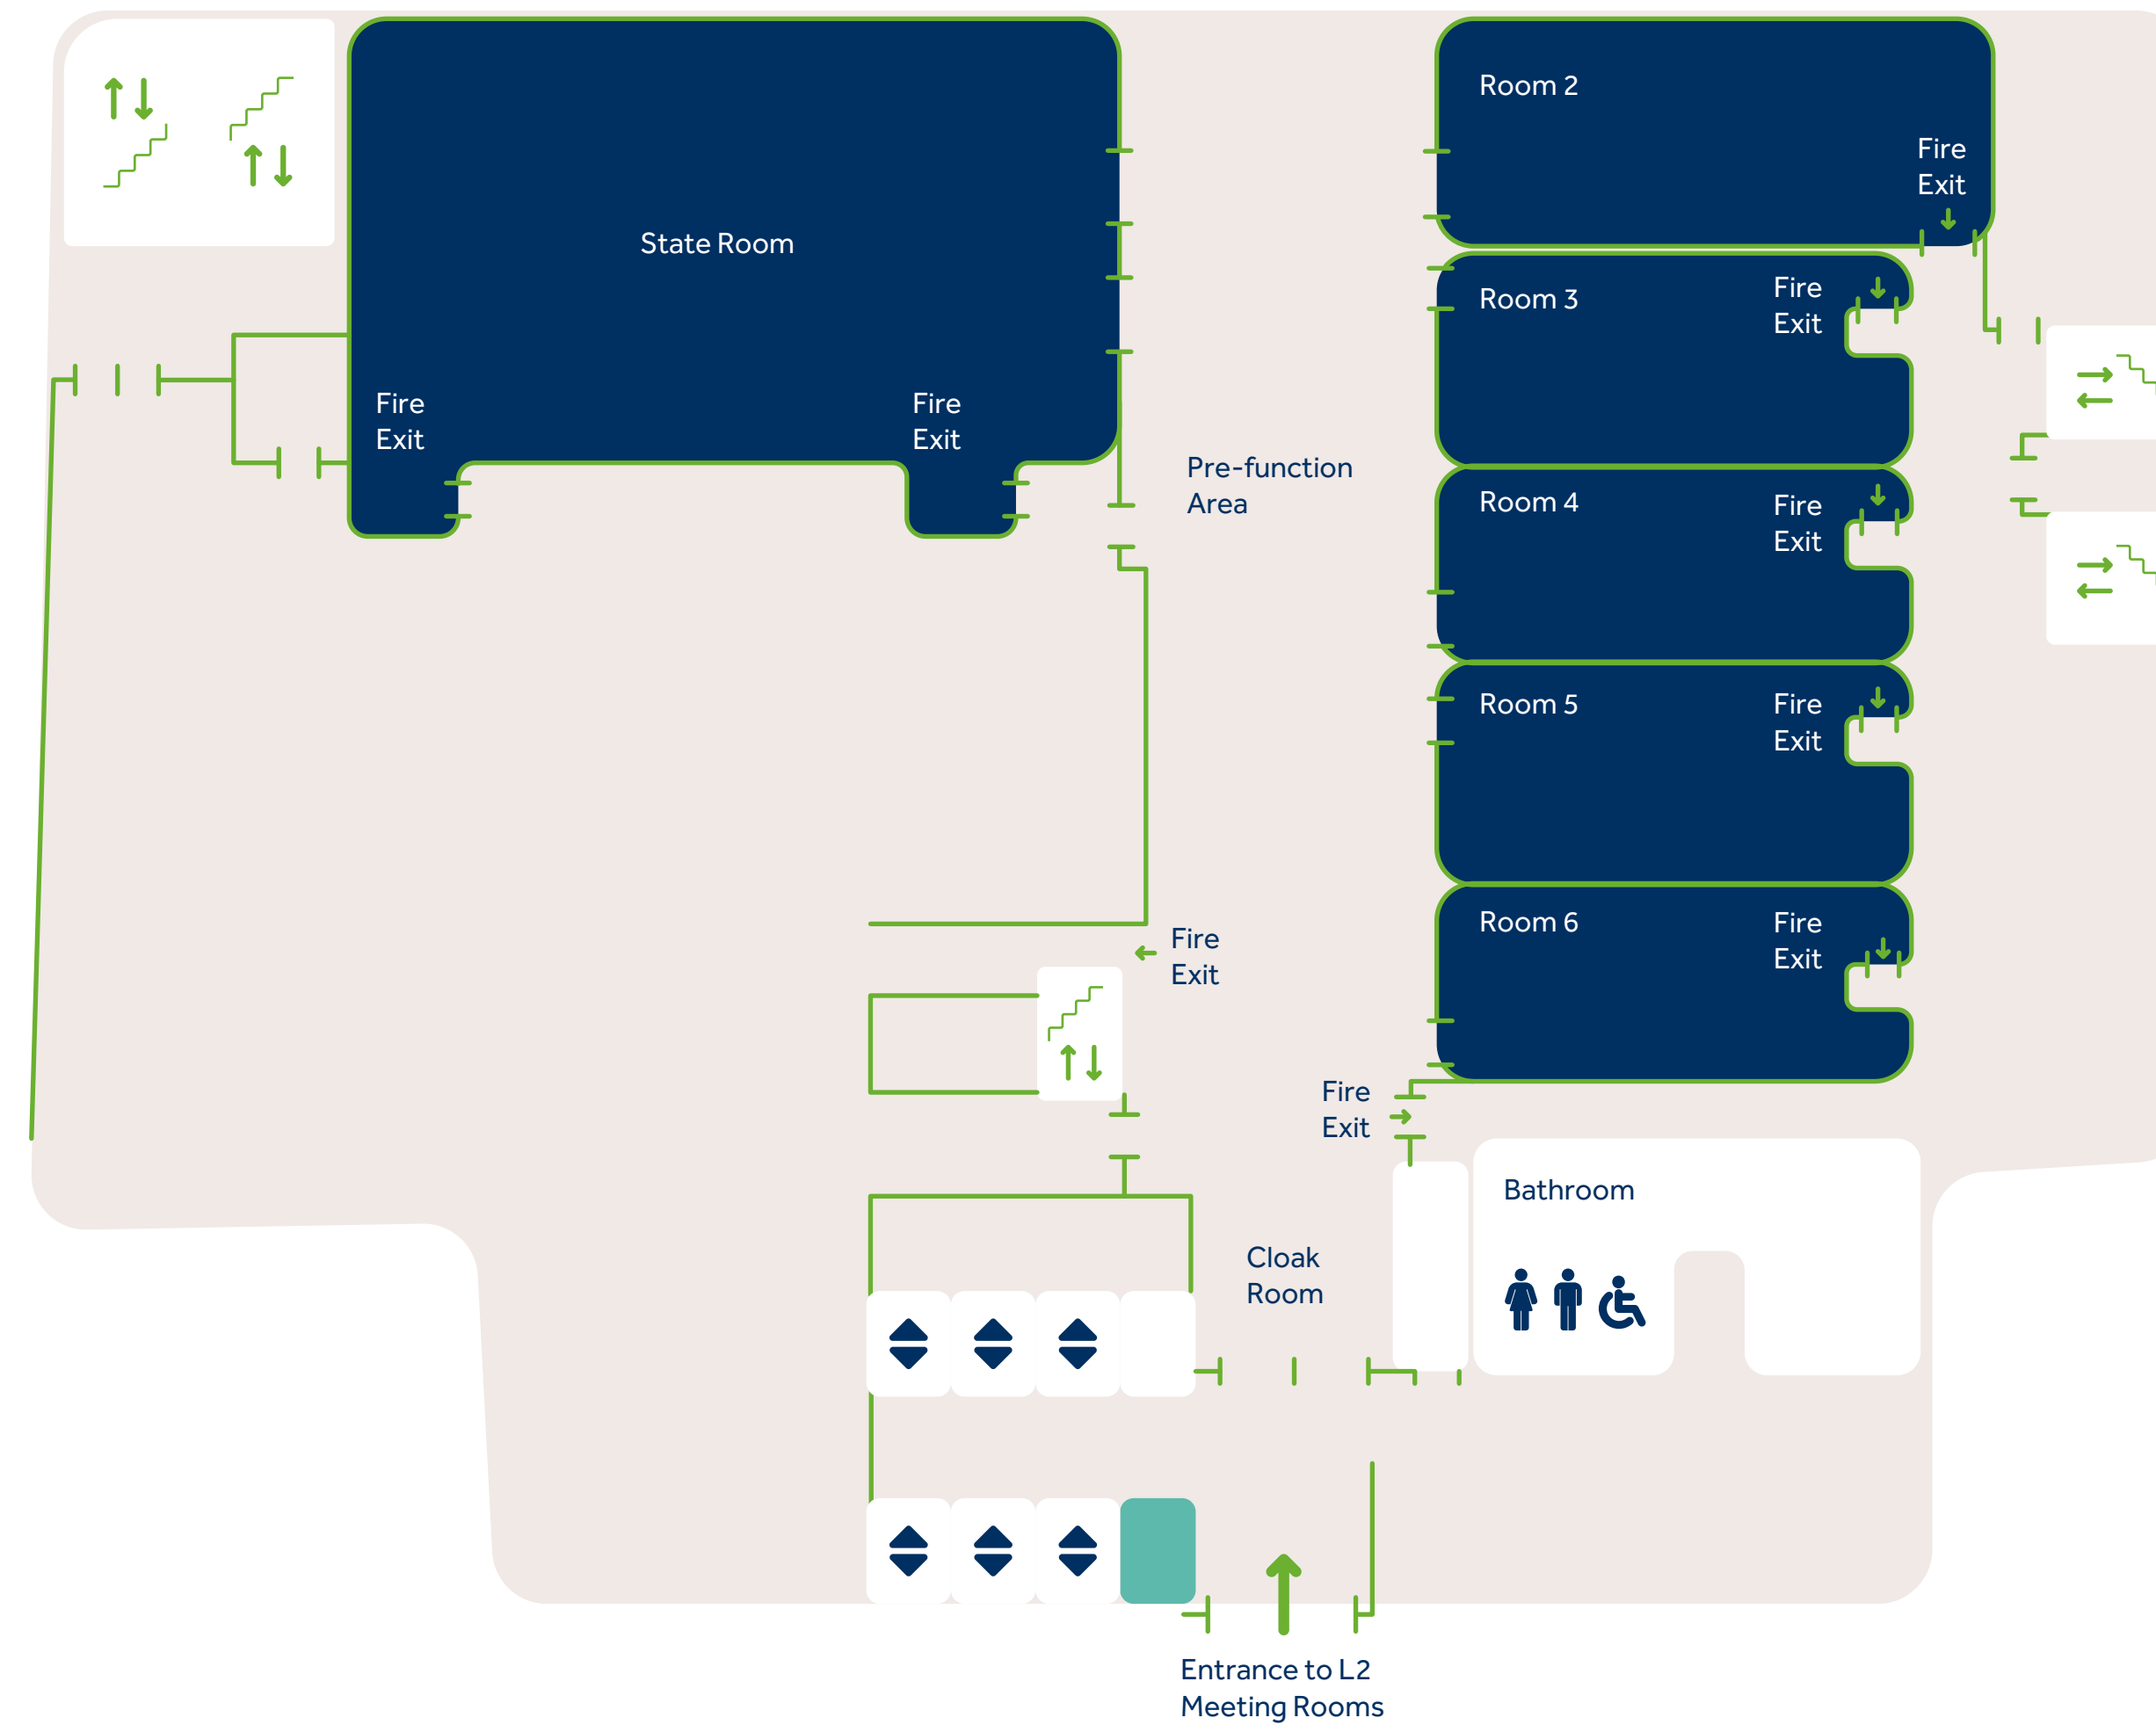 Room 2
Fire
Exit
State Room
Room 3
Fire
Exit
Fire
Exit
Fire
Exit
Pre-function
Area
Room 4
Fire
Exit
Room 5
Fire
Exit
Room 6
Fire
Exit
Fire
Exit
Fire
Exit
Bathroom
Cloak
Room
Entrance to L2
Meeting Rooms